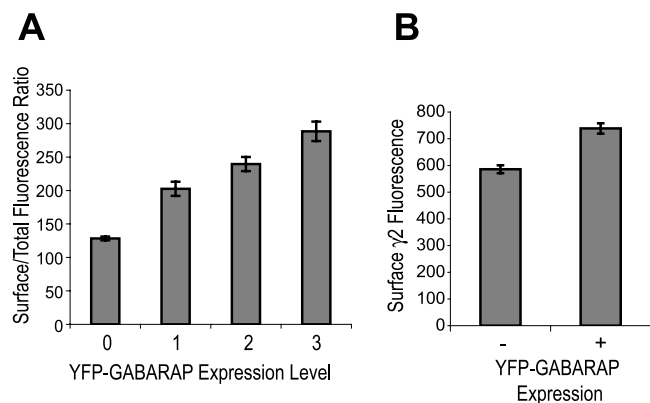 A
Surface/Total Fluorescence Ratio
350
300
250
200
150
100
50
0
0 1 2 3
YFP-GABARAP Expression Level
B
Surface γ2 Fluorescence
800
700
600
500
400
300
200
100
0
- +
YFP-GABARAP
Expression